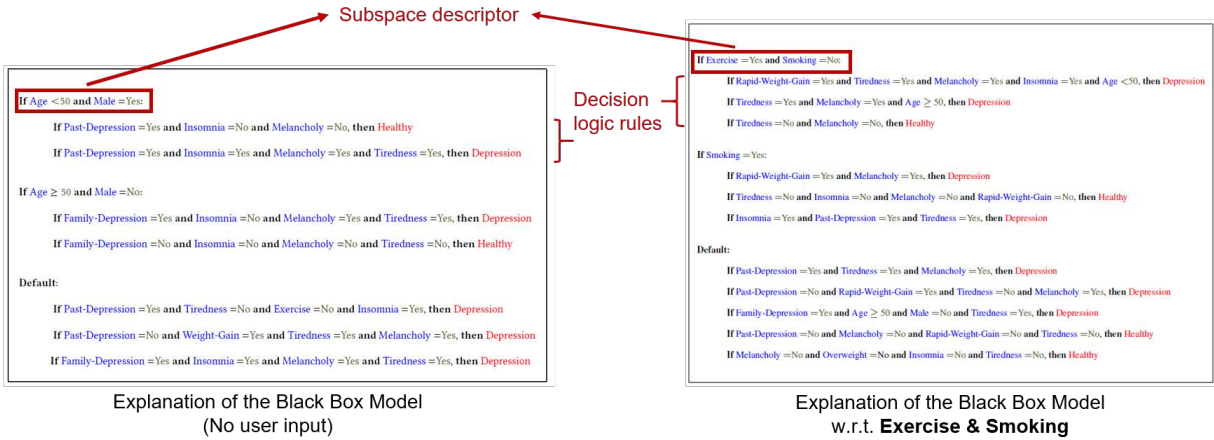 Subspace descriptor
If Age <50 and Male =Yes:
If Past-Depression =Yes and Insomnia =No and Melancholy =No, then Healthy
If Past-Depression =Yes and Insomnia =Yes and Melancholy =Yes and Tiredness =Yes, then Depression
If Age ≥ 50 and Male =No:
If Family-Depression =Yes and Insomnia =No and Melancholy =Yes and Tiredness =Yes, then Depression
If Family-Depression =No and Insomnia =No and Melancholy =No and Tiredness =No, then Healthy
Default:
If Past-Depression =Yes and Tiredness =No and Exercise =No and Insomnia =Yes, then Depression
If Past-Depression =No and Weight-Gain =Yes and Tiredness =Yes and Melancholy =Yes, then Depression
If Family-Depression =Yes and Insomnia =Yes and Melancholy =Yes and Tiredness =Yes, then Depression
Explanation of the Black Box Model
(No user input)
Decision
logic rules
If Exercise =Yes and Smoking =No:
If Rapid-Weight-Gain =Yes and Tiredness =Yes and Melancholy =Yes and Insomnia =Yes and Age <50, then Depression
If Tiredness =Yes and Melancholy =Yes and Age ≥ 50, then Depression
If Tiredness =No and Melancholy =No, then Healthy
If Smoking =Yes:
If Rapid-Weight-Gain =Yes and Melancholy =Yes, then Depression
If Tiredness =No and Insomnia =No and Melancholy =No and Rapid-Weight-Gain =No, then Healthy
If Insomnia =Yes and Past-Depression =Yes and Tiredness =Yes, then Depression
Default:
If Past-Depression =Yes and Tiredness =Yes and Melancholy =Yes, then Depression
If Past-Depression =No and Rapid-Weight-Gain =Yes and Tiredness =No and Melancholy =Yes, then Depression
If Family-Depression =Yes and Age ≥ 50 and Male =No and Tiredness =Yes, then Depression
If Past-Depression =No and Melancholy =No and Rapid-Weight-Gain =No and Tiredness =No, then Healthy
If Melancholy =No and Overweight =No and Insomnia =No and Tiredness =No, then Healthy
Explanation of the Black Box Model
w.r.t. Exercise & Smoking